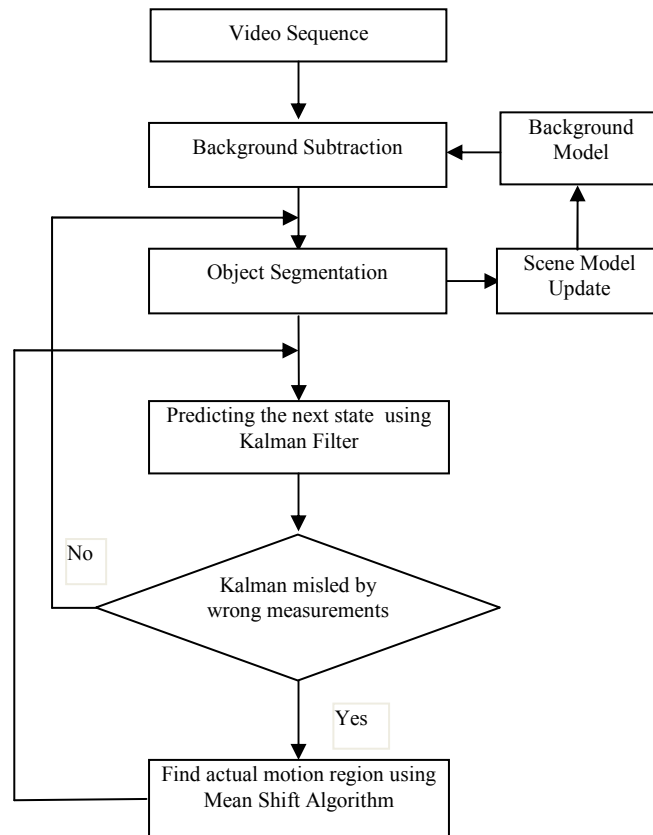 Video Sequence
Background Subtraction
Background
Model
Object Segmentation
Scene Model
Update
Predicting the next state  using
Kalman Filter
No
Kalman misled by
wrong measurements
Yes
Find actual motion region using
Mean Shift Algorithm